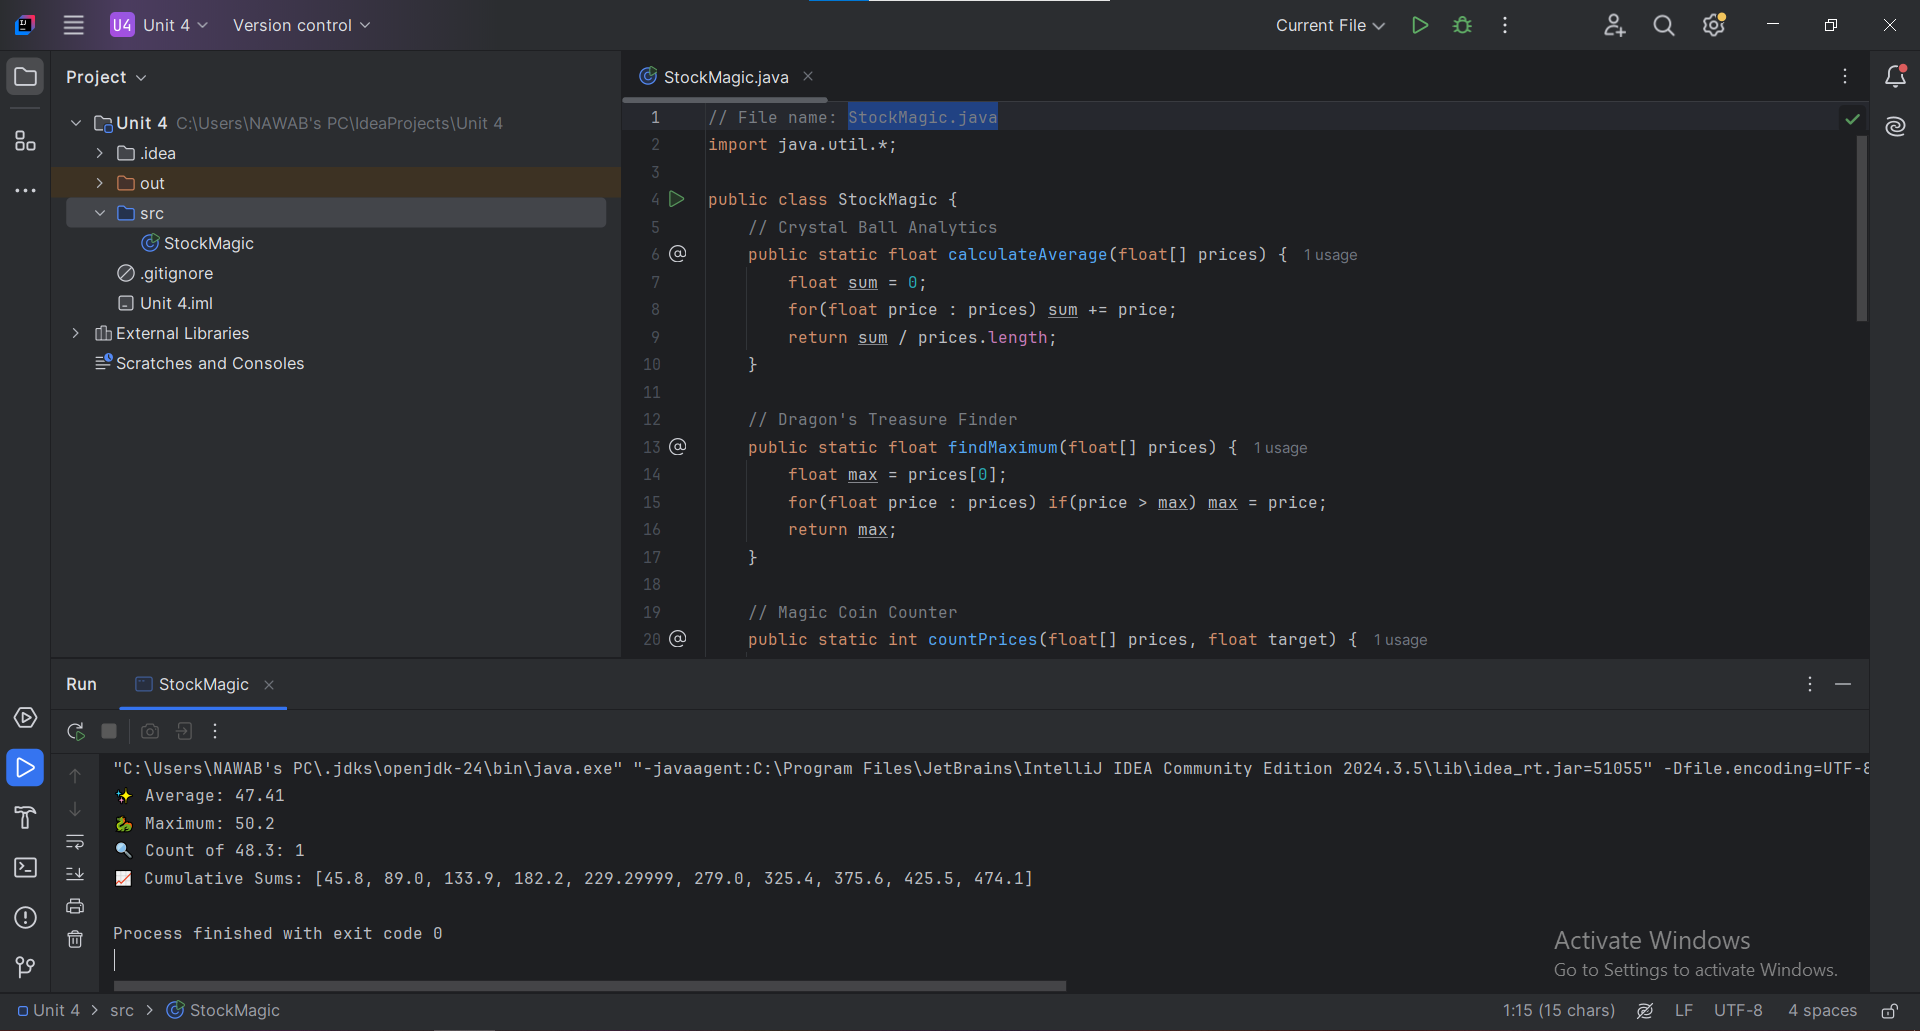 U4 Unit 4 Version control Current File
Project
Unit 4 C:\Users\NAWAB's PC\IdeaProjects\Unit 4
.idea
out
src
StockMagic
.gitignore
Unit 4.iml
External Libraries
Scratches and Consoles
StockMagic.java
1 // File name: StockMagic.java
2 import java.util.*;
3
4 public class StockMagic {
5 // Crystal Ball Analytics
6 public static float calculateAverage(float[] prices) { 1 usage
7 float sum = 0;
8 for(float price : prices) sum += price;
9 return sum / prices.length;
10 }
11
12 // Dragon's Treasure Finder
13 public static float findMaximum(float[] prices) { 1 usage
14 float max = prices[0];
15 for(float price : prices) if(price > max) max = price;
16 return max;
17 }
18
19 // Magic Coin Counter
20 public static int countPrices(float[] prices, float target) { 1 usage
Run StockMagic
"C:\Users\NAWAB's PC\.jdks\openjdk-24\bin\java.exe" "-javaagent:C:\Program Files\JetBrains\IntelliJ IDEA Community Edition 2024.3.5\lib\idea_rt.jar=51055" -Dfile.encoding=UTF-8
✨ Average: 47.41
🐉 Maximum: 50.2
🔍 Count of 48.3: 1
📈 Cumulative Sums: [45.8, 89.0, 133.9, 182.2, 229.29999, 279.0, 325.4, 375.6, 425.5, 474.1]
Process finished with exit code 0
Activate Windows
Go to Settings to activate Windows.
Unit 4 > src > StockMagic 1:15 (15 chars) LF UTF-8 4 spaces